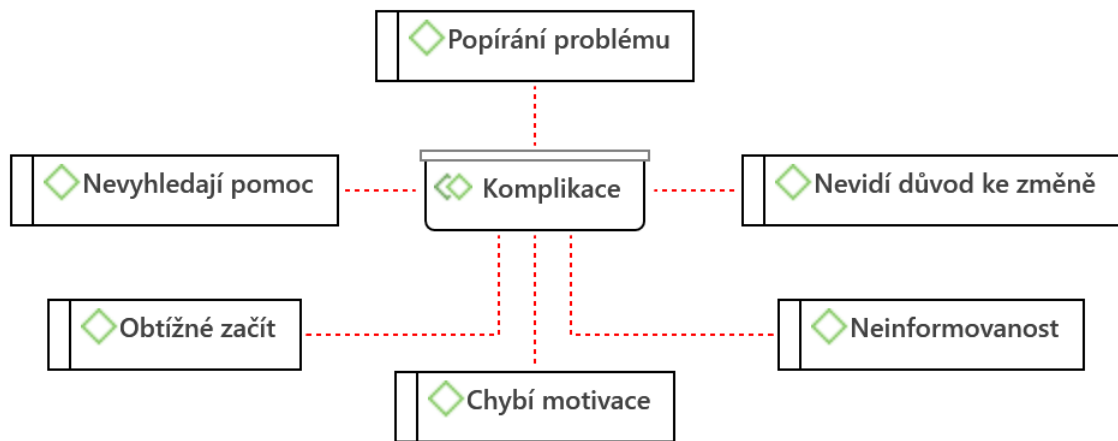 Popírání problému
Nevyhledají pomoc
Komplikace
Nevidí důvod ke změně
Obtížné začít
Neinformovanost
Chybí motivace